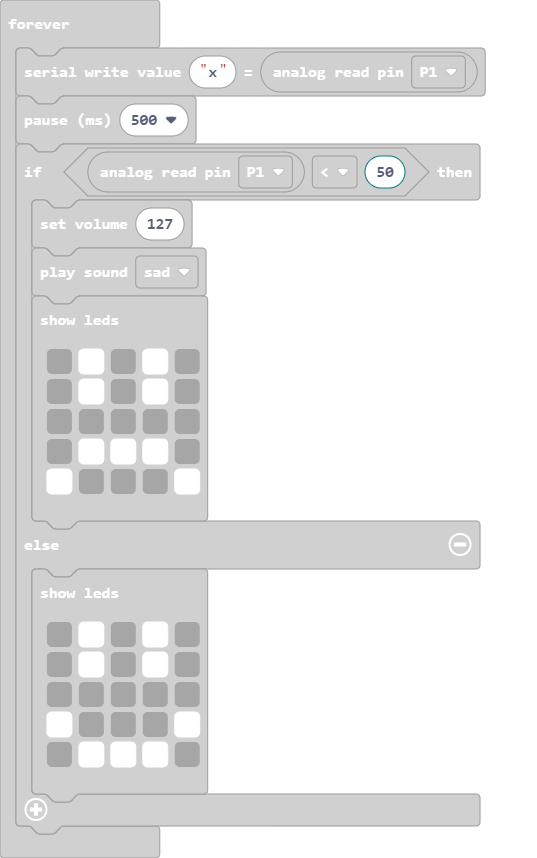 forever
serial write value "x" = analog read pin P1
pause (ms) 500
if analog read pin P1 < 50 then
set volume 127
play sound sad
show leds
else
show leds